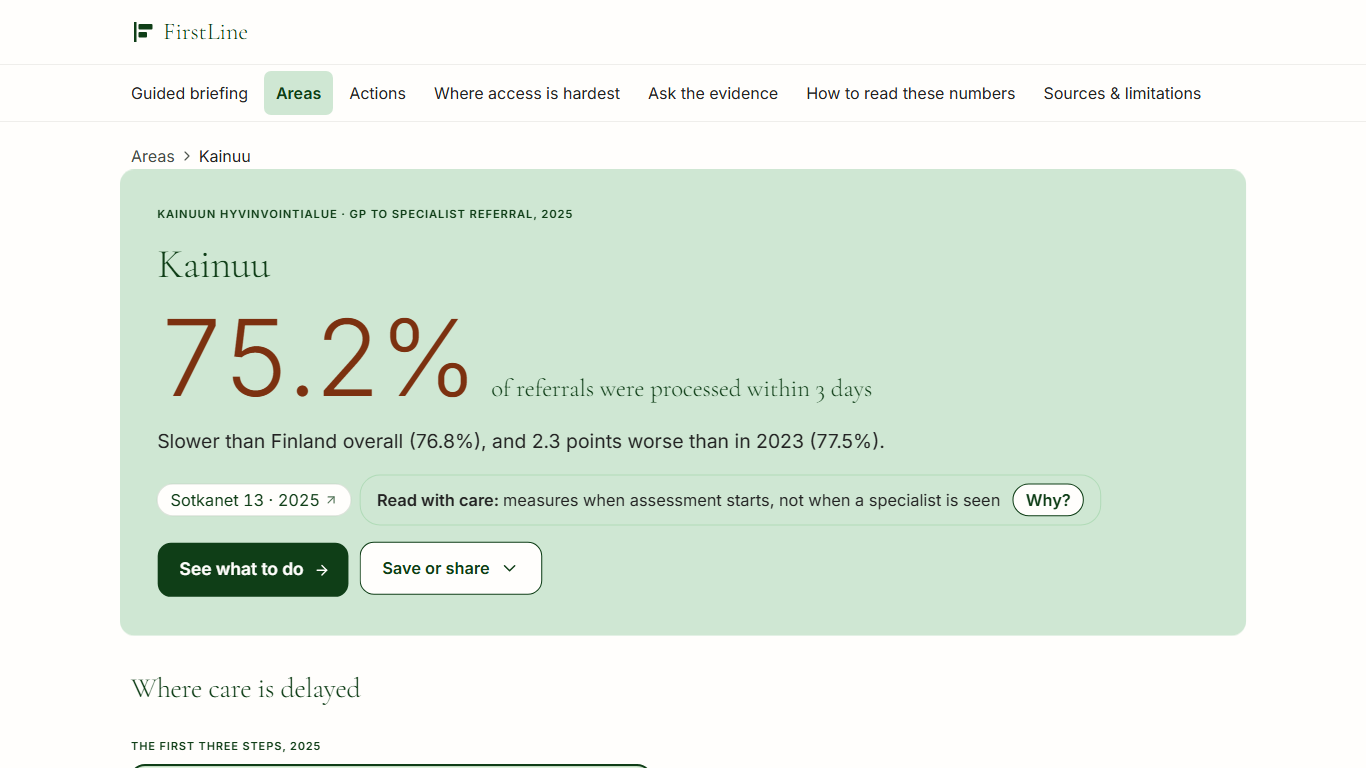 FirstLine
Guided briefing
Areas
Actions
Where access is hardest
Ask the evidence
How to read these numbers
Sources & limitations
Areas > Kainuu
KAINUUN HYVINVOINTIALUE · GP TO SPECIALIST REFERRAL, 2025
Kainuu
75.2% of referrals were processed within 3 days
Slower than Finland overall (76.8%), and 2.3 points worse than in 2023 (77.5%).
Sotkanet 13 · 2025 ↗
Read with care: measures when assessment starts, not when a specialist is seen
Why?
See what to do →
Save or share
Where care is delayed
THE FIRST THREE STEPS, 2025